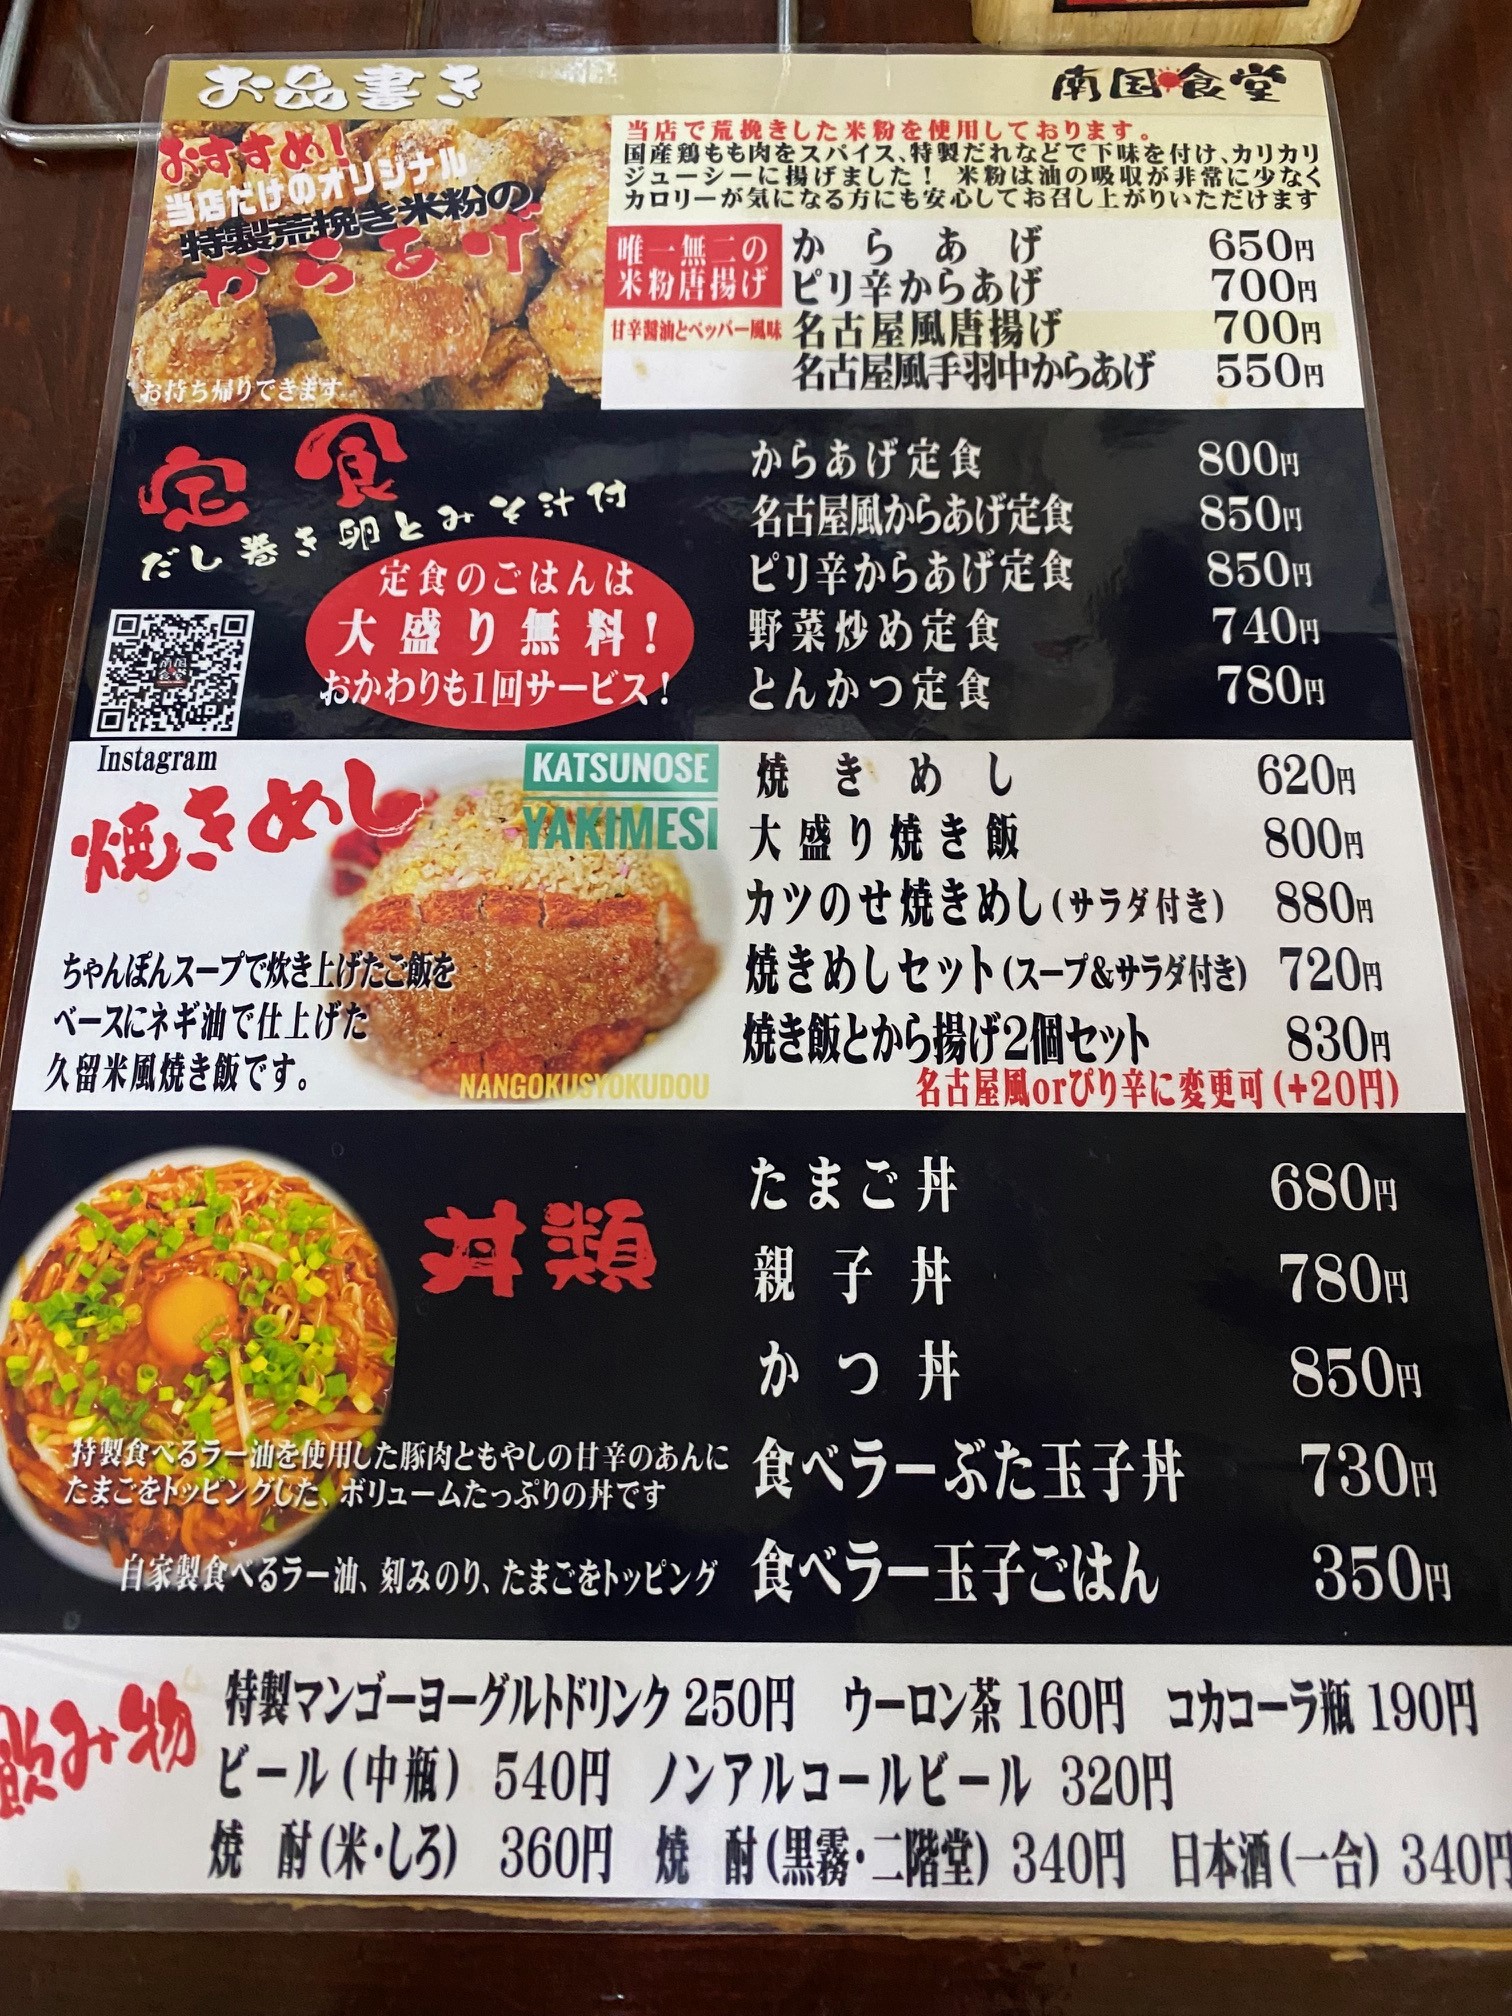 お品書き
南国食堂
おすすめ!
当店だけのオリジナル
特製荒挽き米粉の
からあげ
お持ち帰りできます
当店で荒挽きした米粉を使用しております。
国産鶏もも肉をスパイス、特製だれなどで下味を付け、カリカリ
ジューシーに揚げました! 米粉は油の吸収が非常に少なく
カロリーが気になる方にも安心してお召し上がりいただけます
唯一無二の
米粉唐揚げ
からあげ 650円
ピリ辛からあげ 700円
甘辛醤油とペッパー風味 名古屋風唐揚げ 700円
名古屋風手羽中からあげ 550円
定食
だし巻き卵とみそ汁付
定食のごはんは
大盛り無料!
おかわりも1回サービス!
Instagram
からあげ定食 800円
名古屋風からあげ定食 850円
ピリ辛からあげ定食 850円
野菜炒め定食 740円
とんかつ定食 780円
焼きめし
KATSUNOSE
YAKIMESI
ちゃんぽんスープで炊き上げたご飯を
ベースにネギ油で仕上げた
久留米風焼き飯です。
NANGOKUSYOKUDOU
焼きめし 620円
大盛り焼き飯 800円
カツのせ焼きめし(サラダ付き) 880円
焼きめしセット(スープ&サラダ付き) 720円
焼き飯とから揚げ2個セット 830円
名古屋風orぴり辛に変更可(+20円)
丼類
たまご丼 680円
親子丼 780円
かつ丼 850円
特製食べるラー油を使用した豚肉ともやしの甘辛のあんに
たまごをトッピングした、ボリュームたっぷりの丼です
食べラーぶた玉子丼 730円
自家製食べるラー油、刻みのり、たまごをトッピング
食べラー玉子ごはん 350円
飲み物
特製マンゴーヨーグルトドリンク 250円 ウーロン茶 160円 コカコーラ瓶 190円
ビール(中瓶) 540円 ノンアルコールビール 320円
焼酎(米・しろ) 360円 焼酎(黒霧・二階堂) 340円 日本酒(一合) 340円